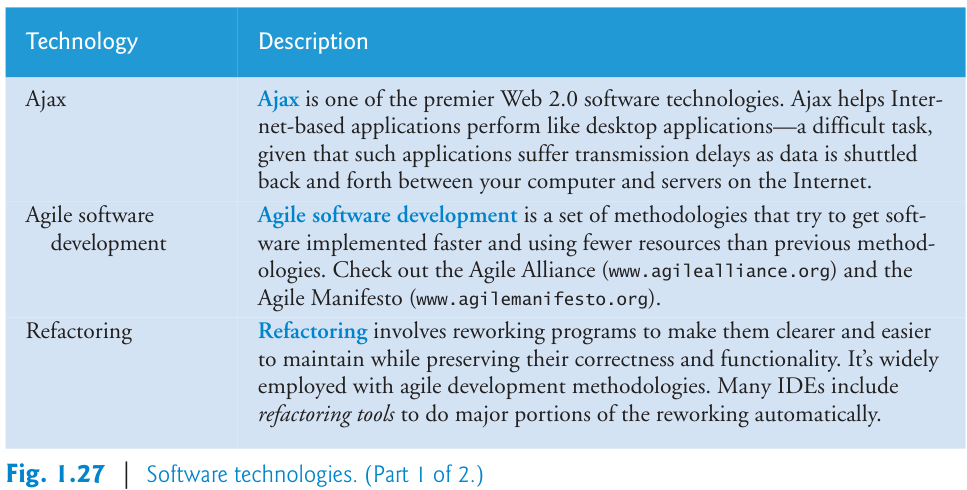 Technology Description
Ajax
Ajax is one of the premier Web 2.0 software technologies. Ajax helps Inter-
net-based applications perform like desktop applications—a difficult task,
given that such applications suffer transmission delays as data is shuttled
back and forth between your computer and servers on the Internet.
Agile software
development
Agile software development is a set of methodologies that try to get soft-
ware implemented faster and using fewer resources than previous method-
ologies. Check out the Agile Alliance (www.agilealliance.org) and the
Agile Manifesto (www.agilemanifesto.org).
Refactoring
Refactoring involves reworking programs to make them clearer and easier
to maintain while preserving their correctness and functionality. It’s widely
employed with agile development methodologies. Many IDEs include
refactoring tools to do major portions of the reworking automatically.
Fig. 1.27 | Software technologies. (Part 1 of 2.)